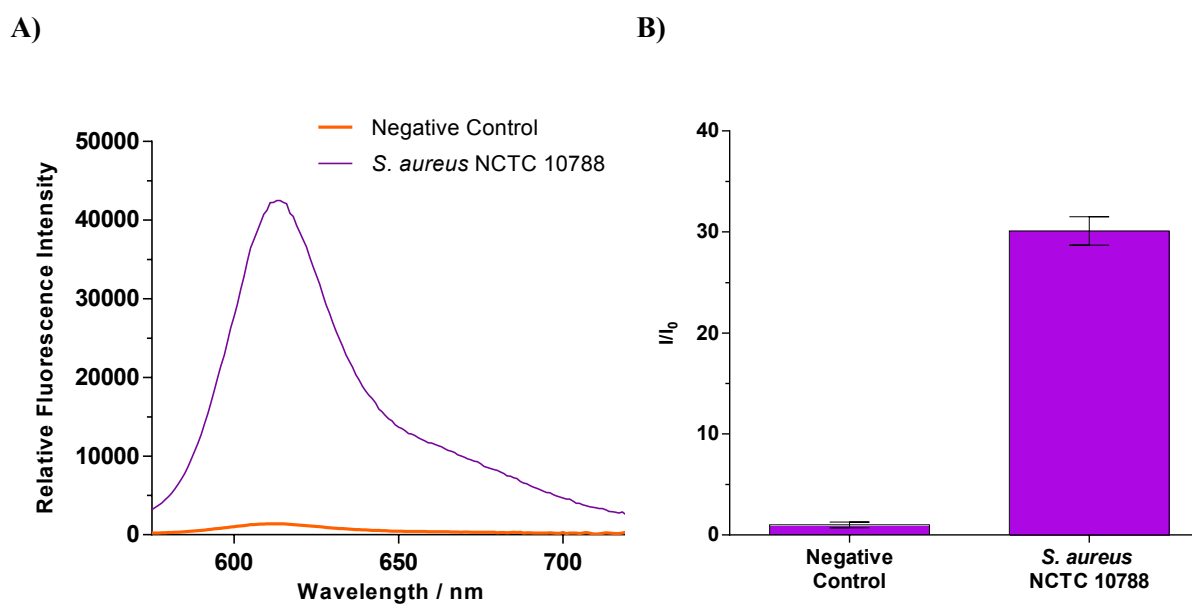 A)
B)
Negative Control
S. aureus NCTC 10788
50000
40000
30000
20000
10000
0
Relative Fluorescence Intensity
600
650
700
Wavelength / nm
40
30
20
10
0
I/I0
Negative
Control
S. aureus
NCTC 10788